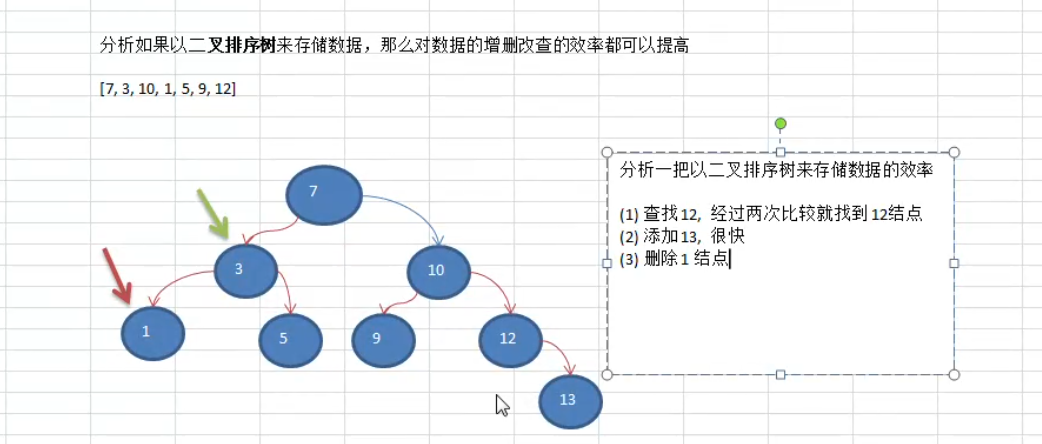 分析如果以二叉排序树来存储数据，那么对数据的增删改查的效率都可以提高
[7, 3, 10, 1, 5, 9, 12]
分析一把以二叉排序树来存储数据的效率
(1) 查找12，经过两次比较就找到12结点
(2) 添加13，很快
(3) 删除1 结点
7
3
10
1
5
9
12
13